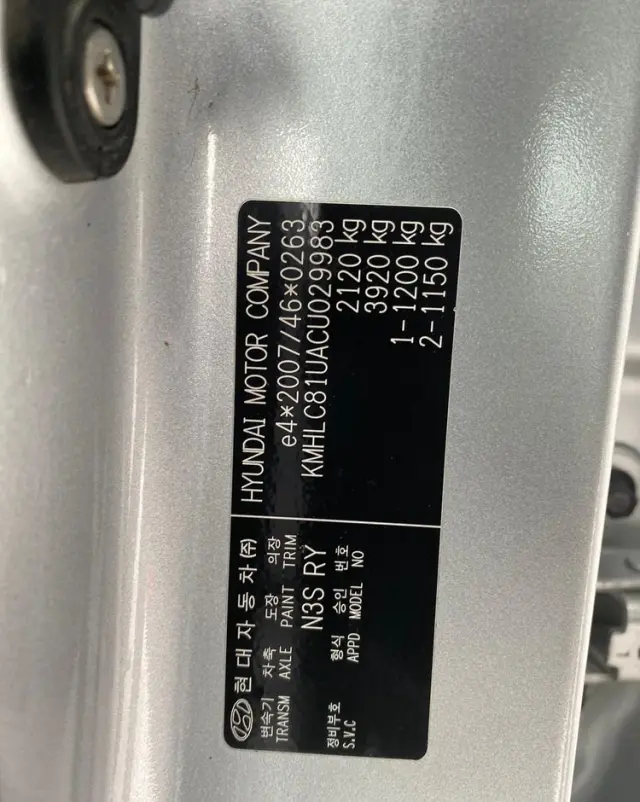 현대자동차(주)
변속기 차축 도장 의장
TRANSM AXLE PAINT TRIM
N3S RY
형식 승인 번호
APPD MODEL NO
정비부호
S.V.C
HYUNDAI MOTOR COMPANY
e4*2007/46*0263
KMHLC81UACU029983
2120 kg
3920 kg
1-1200 kg
2-1150 kg